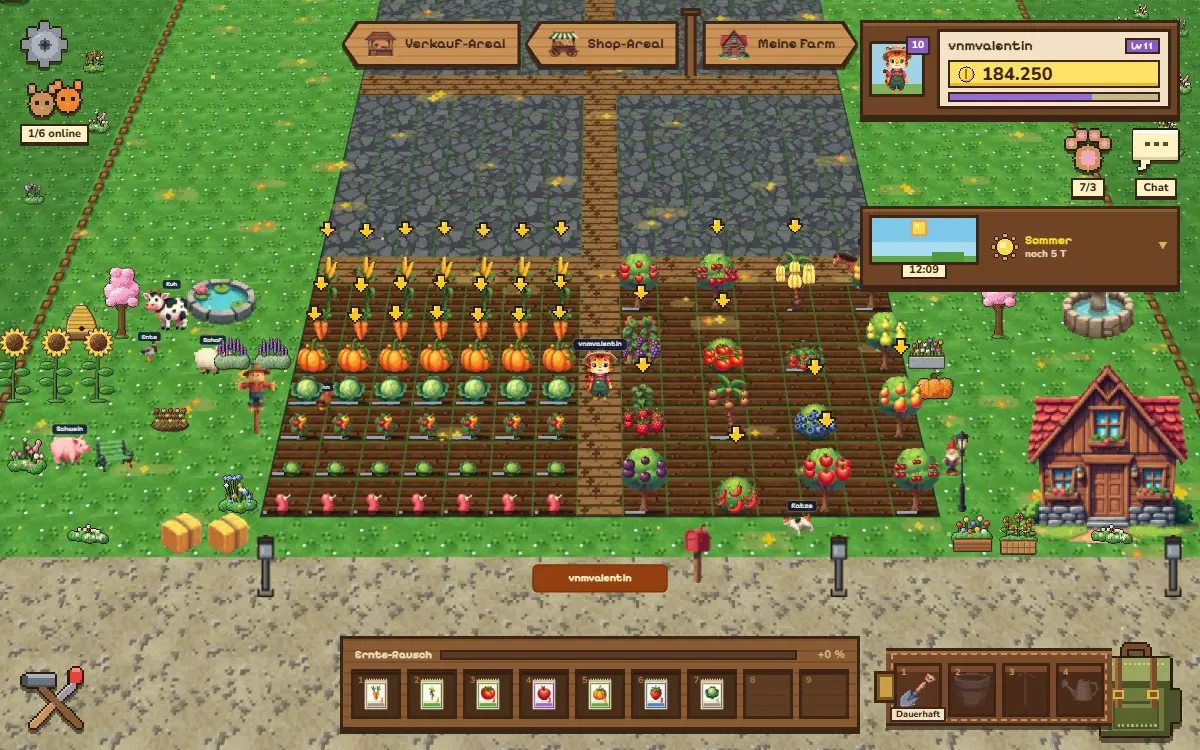 Verkauf-Areal
Shop-Areal
Meine Farm
10
vnmvalentin
Lv 11
184.250
1/6 online
7/3
Chat
Sommer
noch 5 T
12:09
Kuh
Ente
Schaf
vnmvalentin
Schwein
Katze
vnmvalentin
Ernte-Rausch
+0 %
1
2
3
4
5
6
7
8
9
1
2
3
4
Dauerhaft